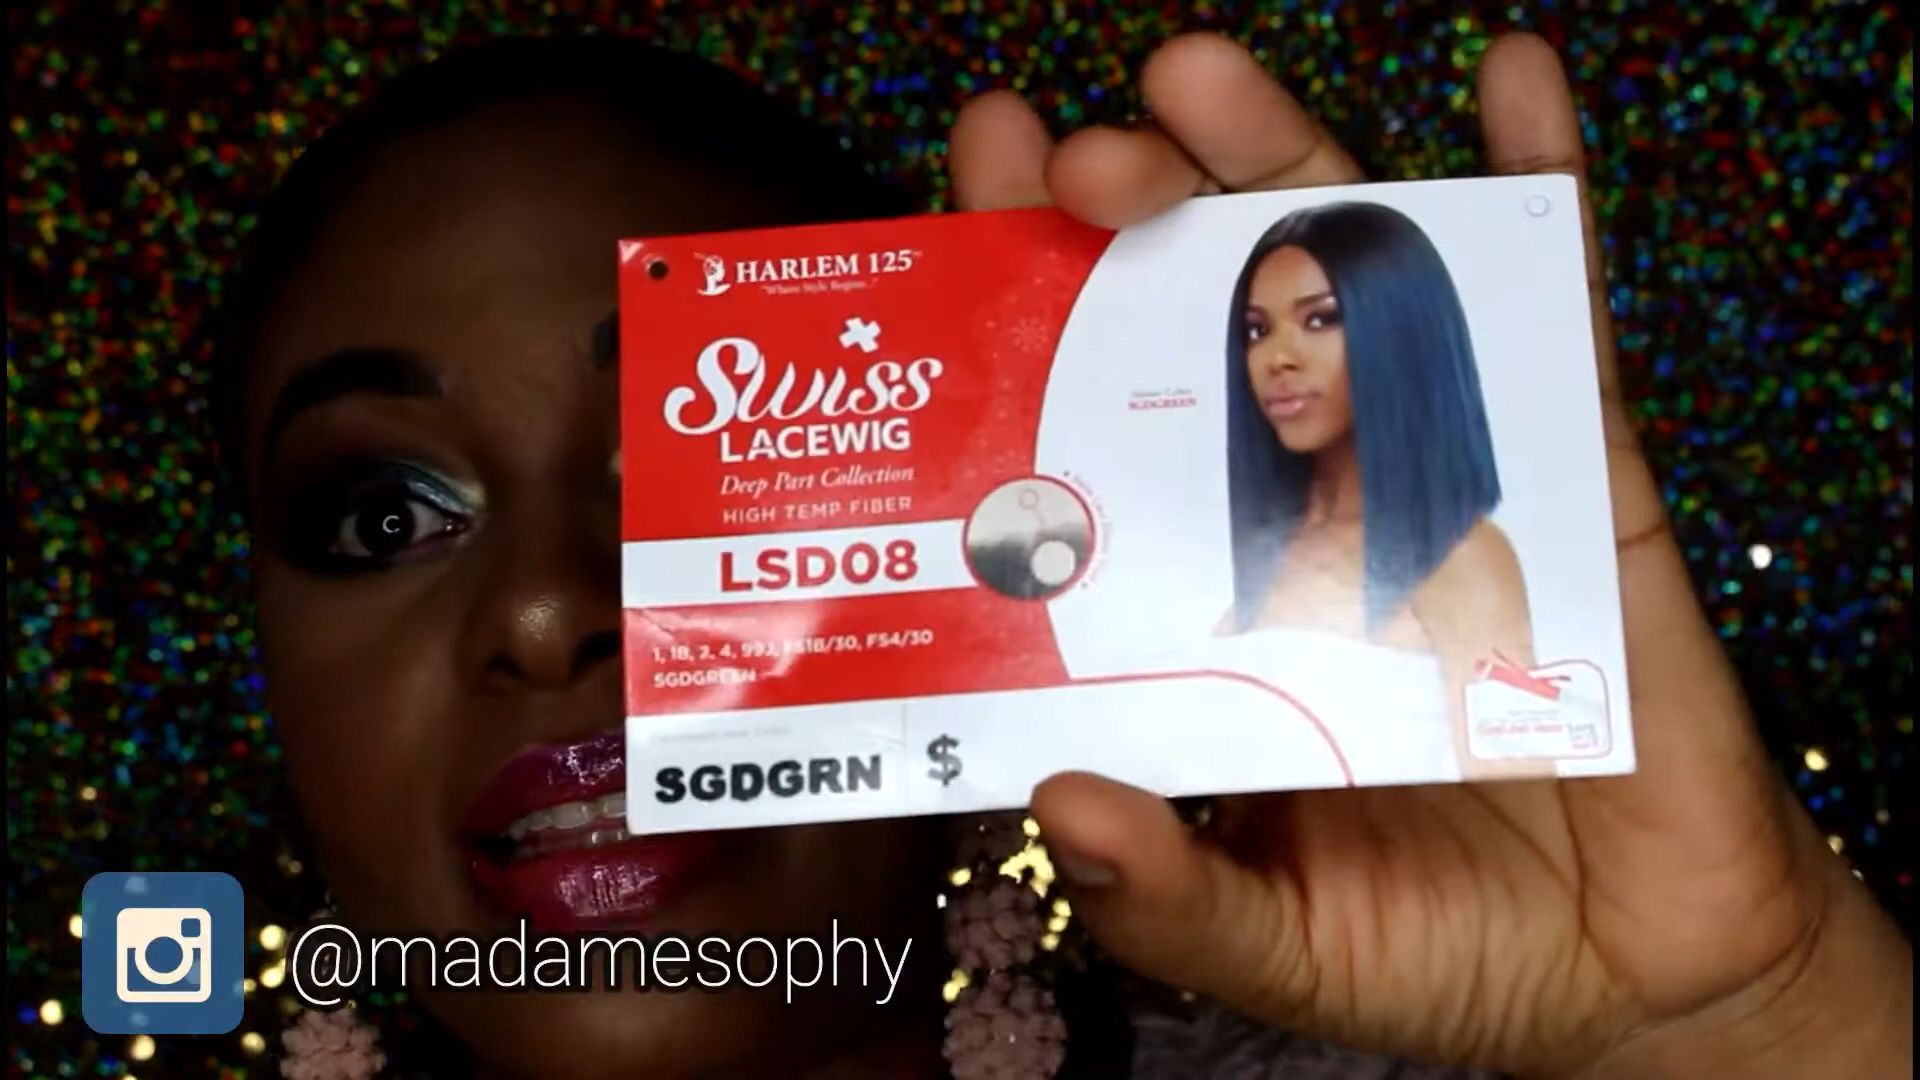 HARLEM 125
"Where Style Begins..."
Swiss
LACEWIG
Deep Part Collection
HIGH TEMP FIBER
LSD08
1, 1B, 2, 4, 99J, FS1B/30, FS4/30
SGDGREEN
SGDGREEN
SGDGRN $
@madamesophy